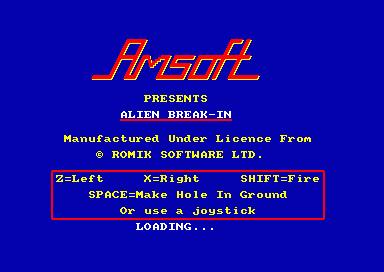 Amsoft
PRESENTS
ALIEN BREAK-IN
Manufactured Under Licence From
© ROMIK SOFTWARE LTD.
Z=Left X=Right SHIFT=Fire
SPACE=Make Hole In Ground
Or use a joystick
LOADING...